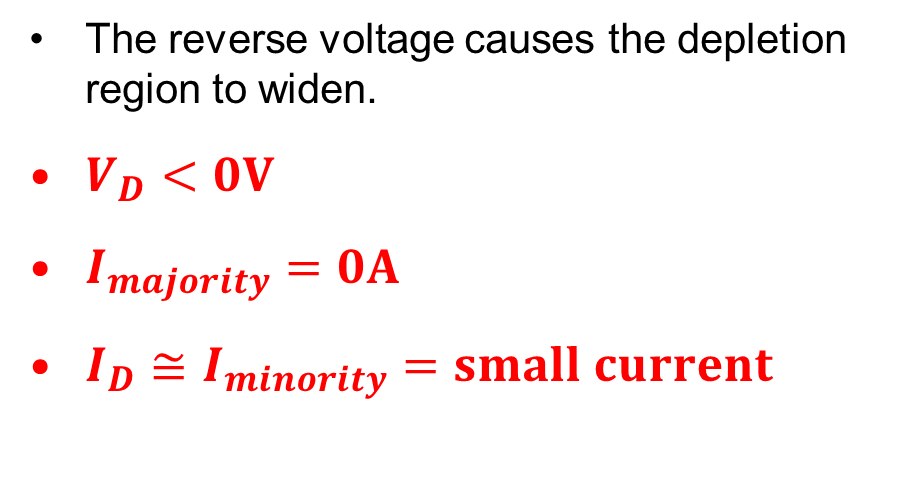 • The reverse voltage causes the depletion
region to widen.
• V_D < 0V
• I_majority = 0A
• I_D ≅ I_minority = small current